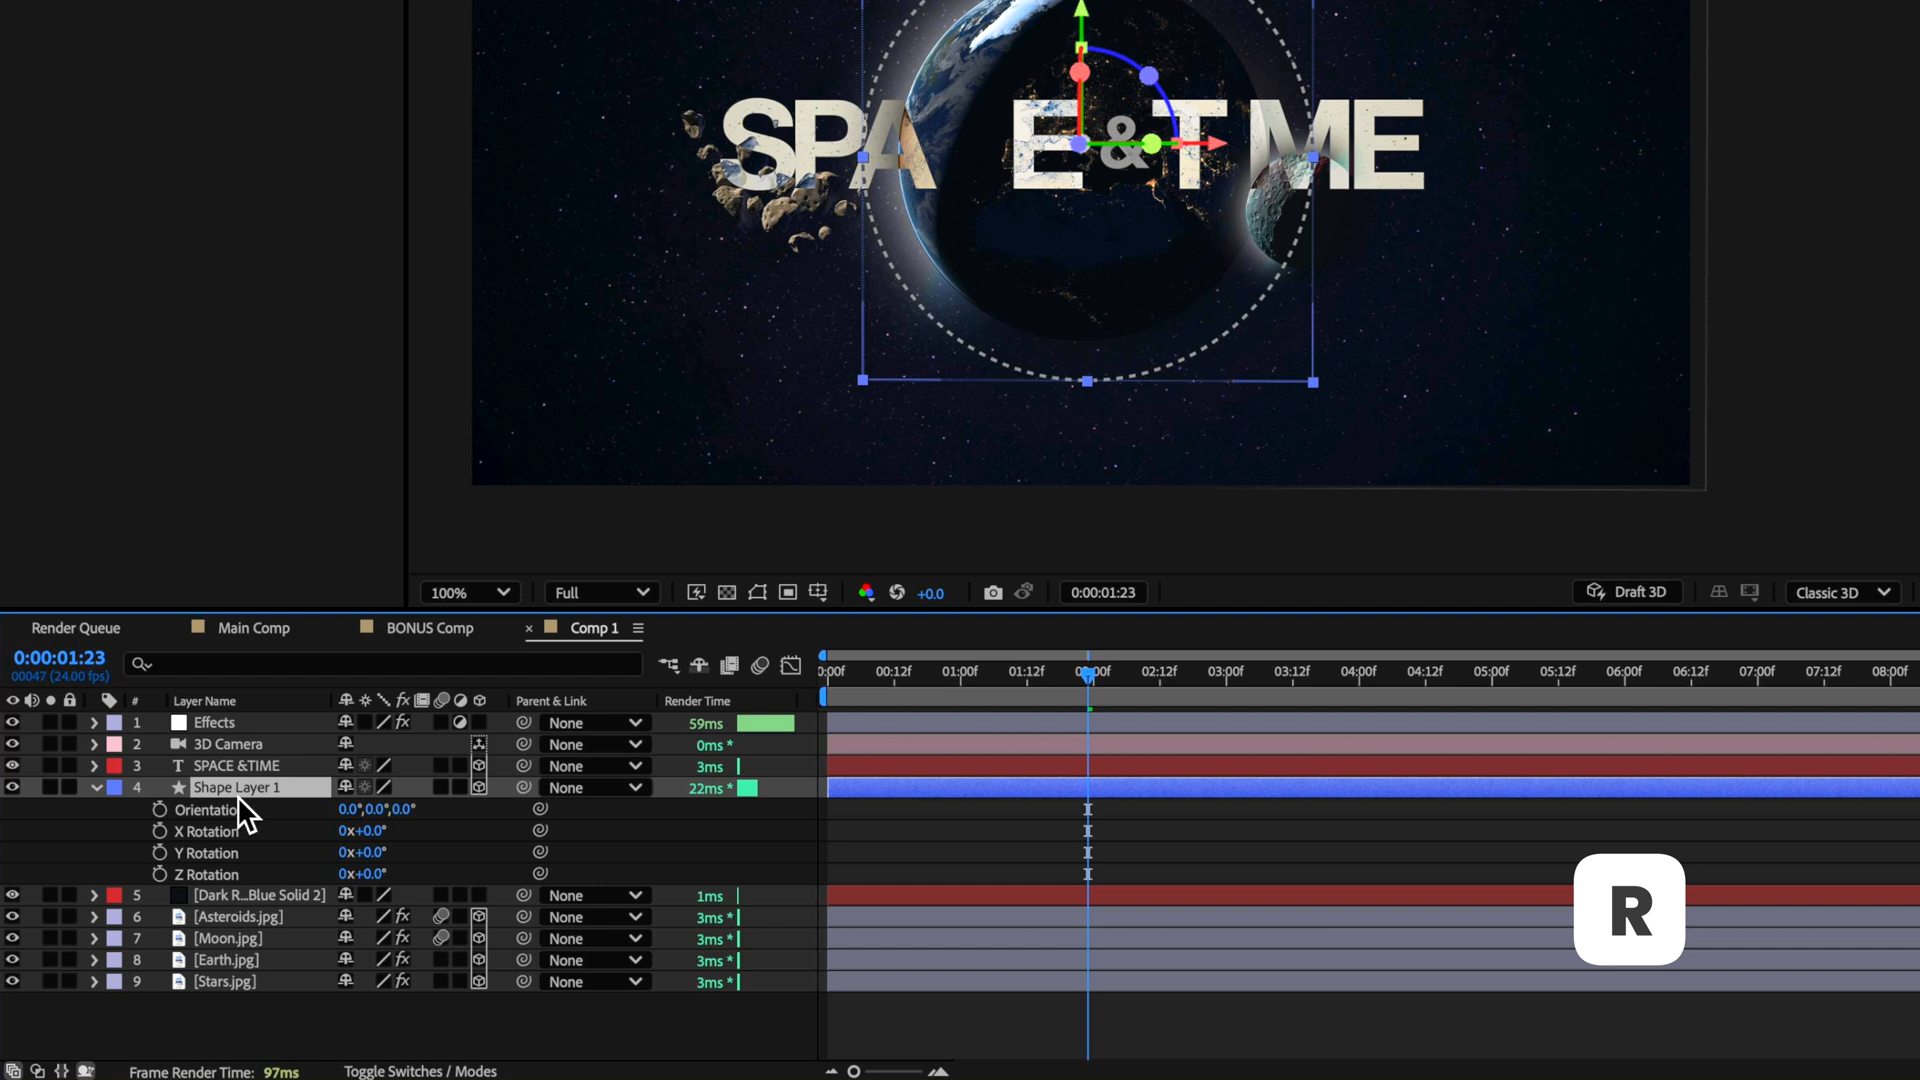 SPA E & T ME
100% Full +0.0 0:00:01:23 Draft 3D Classic 3D
Render Queue Main Comp BONUS Comp × Comp 1
0:00:01:23
00047 (24.00 fps)
:00f 00:12f 01:00f 01:12f 02:00f 02:12f 03:00f 03:12f 04:00f 04:12f 05:00f 05:12f 06:00f 06:12f 07:00f 07:12f 08:00f
# Layer Name fx Parent & Link Render Time
1 Effects fx None 59ms
2 3D Camera None 0ms *
3 T SPACE &TIME None 3ms
4 Shape Layer 1 None 22ms *
Orientation 0.0°,0.0°,0.0°
X Rotation 0x+0.0°
Y Rotation 0x+0.0°
Z Rotation 0x+0.0°
5 [Dark R...Blue Solid 2] None 1ms
6 [Asteroids.jpg] fx None 3ms *
7 [Moon.jpg] fx None 3ms *
8 [Earth.jpg] fx None 3ms *
9 [Stars.jpg] fx None 3ms *
R
Frame Render Time: 97ms Toggle Switches / Modes